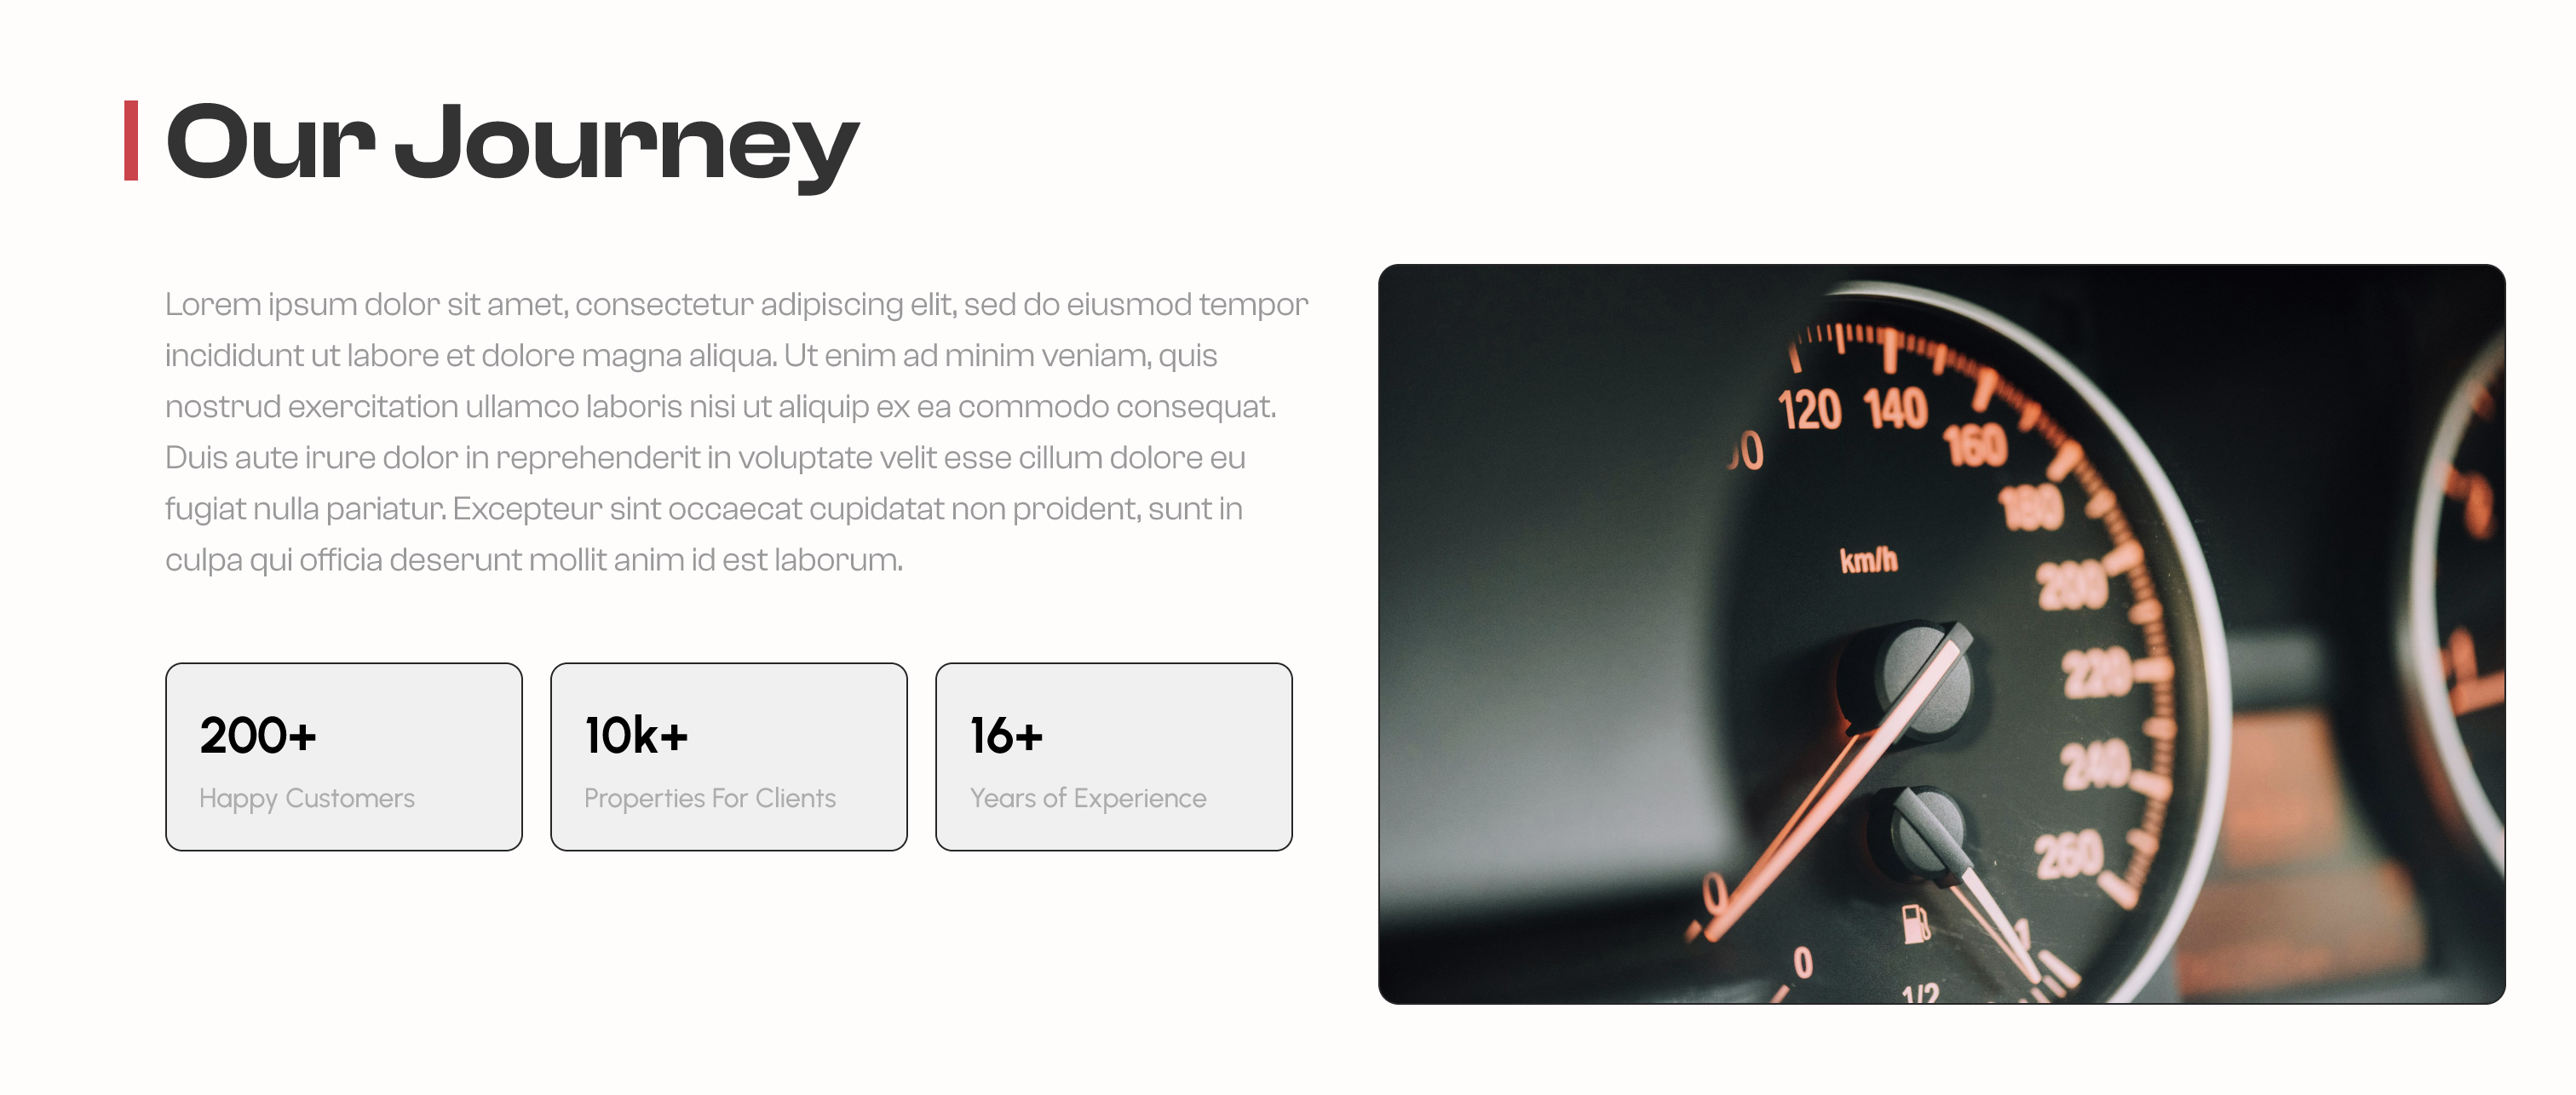 Our Journey
Lorem ipsum dolor sit amet, consectetur adipiscing elit, sed do eiusmod tempor
incididunt ut labore et dolore magna aliqua. Ut enim ad minim veniam, quis
nostrud exercitation ullamco laboris nisi ut aliquip ex ea commodo consequat.
Duis aute irure dolor in reprehenderit in voluptate velit esse cillum dolore eu
fugiat nulla pariatur. Excepteur sint occaecat cupidatat non proident, sunt in
culpa qui officia deserunt mollit anim id est laborum.
200+
Happy Customers
10k+
Properties For Clients
16+
Years of Experience
120
140
160
180
200
220
240
260
km/h
0
0
1/2
1